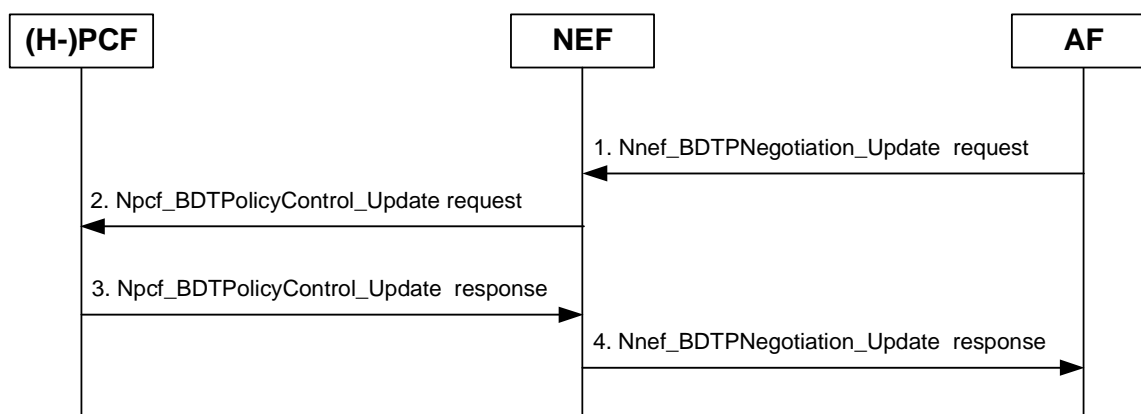 (H-)PCF
NEF
AF
1. Nnef_BDTPNegotiation_Update request
2. Npcf_BDTPolicyControl_Update request
3. Npcf_BDTPolicyControl_Update response
4. Nnef_BDTPNegotiation_Update response